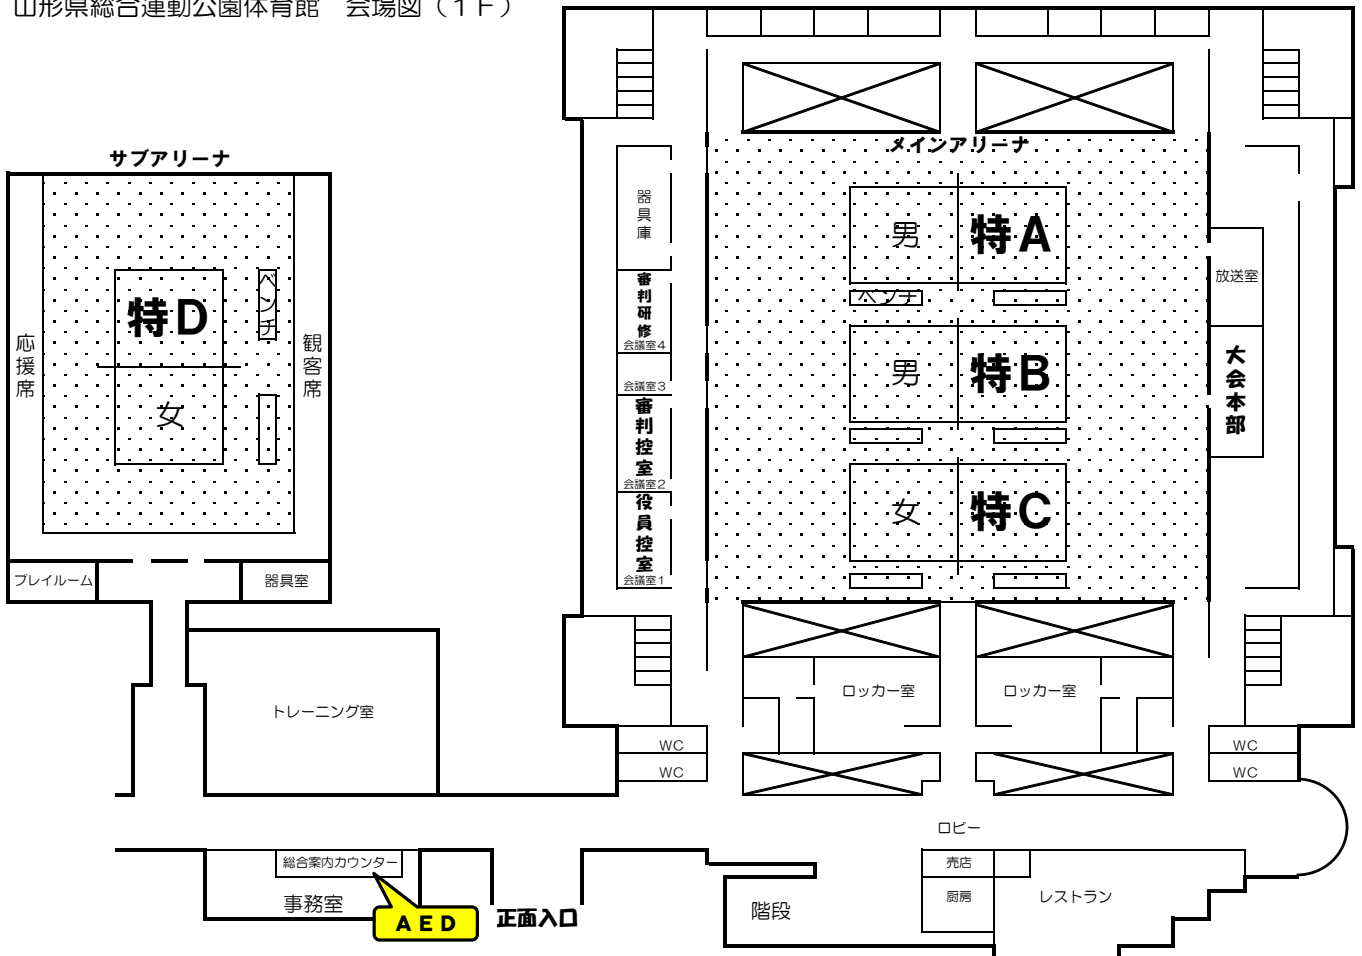 山形県総合運動公園体育館　会場図（１Ｆ）
サブアリーナ
メインアリーナ
応援席
特D
女
ベンチ
観客席
プレイルーム
器具室
器具庫
審判研修
会議室4
会議室3
審判控室
会議室2
役員控室
会議室1
男
特A
ベンチ
男
特B
女
特C
放送室
大会本部
トレーニング室
ロッカー室
ロッカー室
WC
WC
WC
WC
ロビー
総合案内カウンター
事務室
AED
正面入口
階段
売店
厨房
レストラン